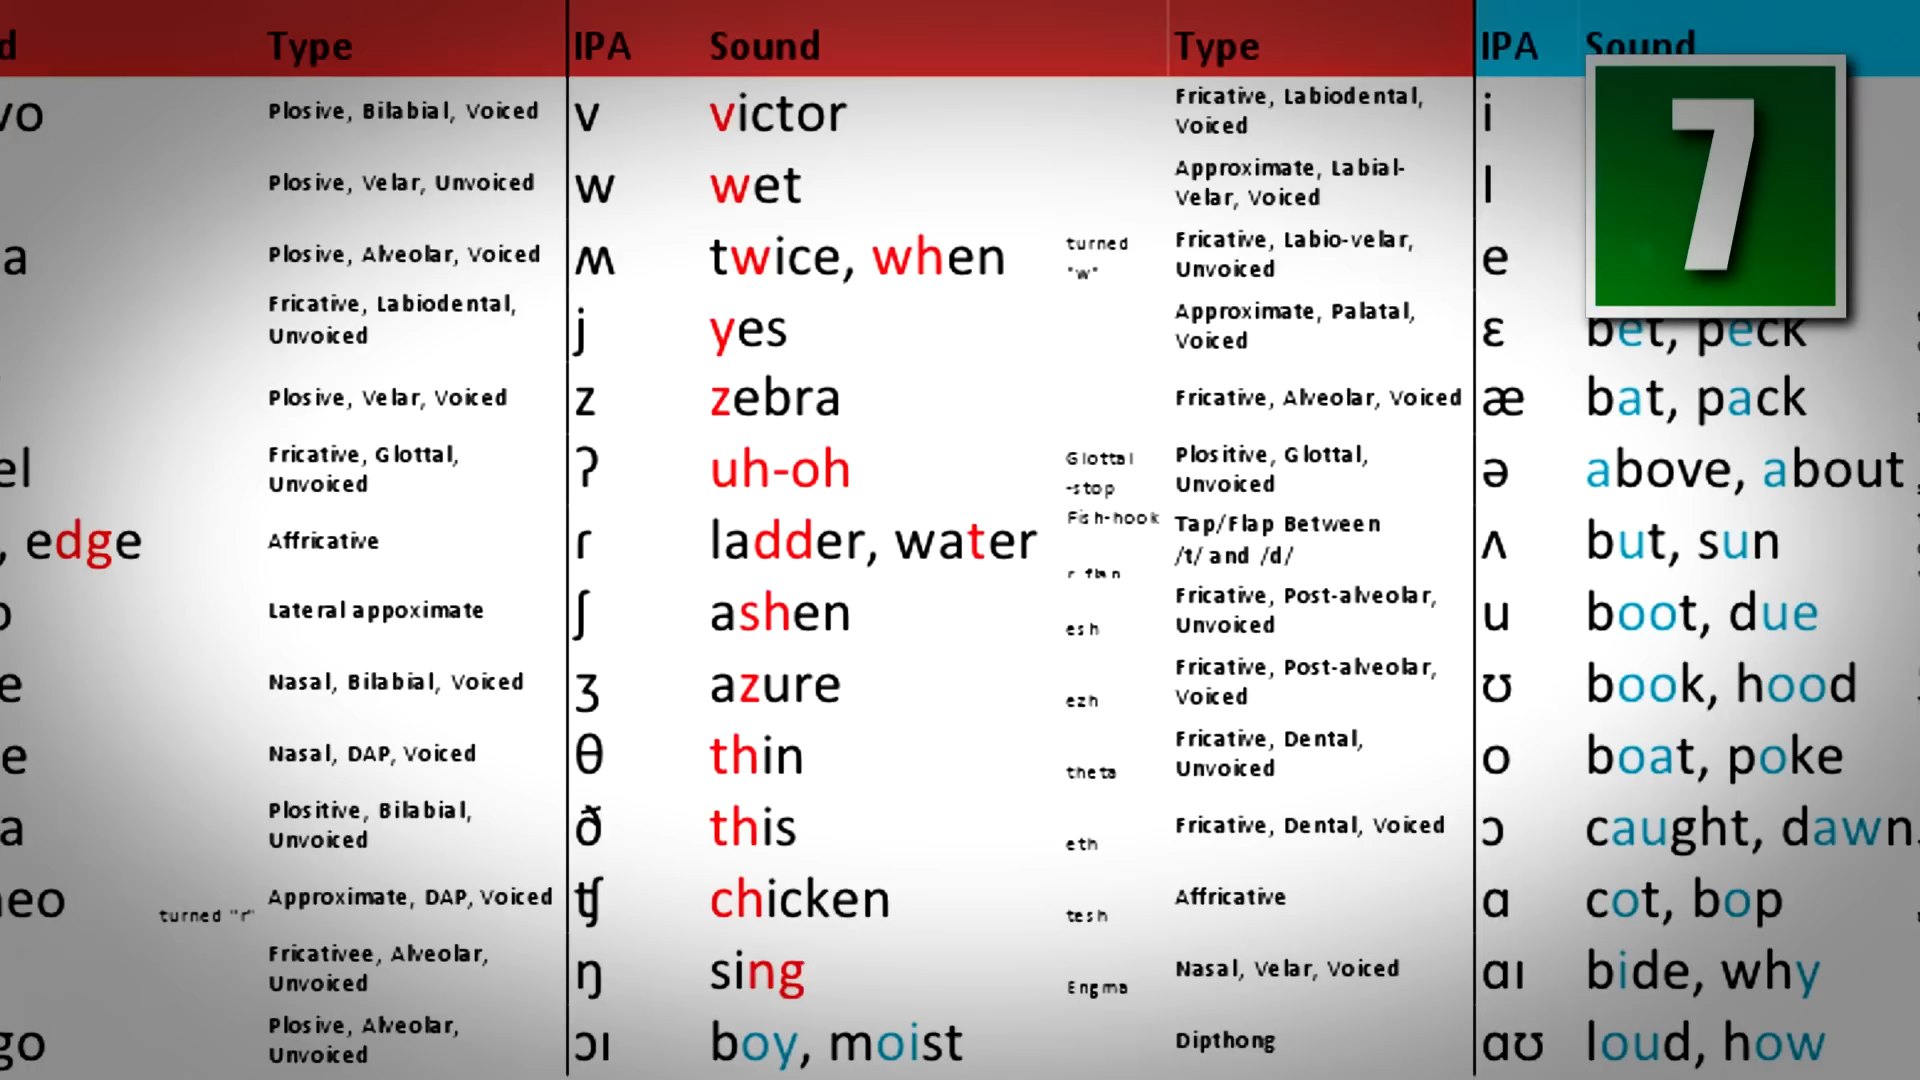 d Type IPA Sound Type IPA Sound
vo Plosive, Bilabial, Voiced v victor Fricative, Labiodental, Voiced i
Plosive, Velar, Unvoiced w wet Approximate, Labial-Velar, Voiced I
a Plosive, Alveolar, Voiced ʍ twice, when turned "w" Fricative, Labio-velar, Unvoiced e
Fricative, Labiodental, Unvoiced j yes Approximate, Palatal, Voiced ɛ bet, peck
Plosive, Velar, Voiced z zebra Fricative, Alveolar, Voiced æ bat, pack
el Fricative, Glottal, Unvoiced ʔ uh-oh Glottal -stop Plositive, Glottal, Unvoiced ə above, about
, edge Affricative ɾ ladder, water Fish-hook r Tap/Flap Between /t/ and /d/ ʌ but, sun
Lateral appoximate ʃ ashen esh Fricative, Post-alveolar, Unvoiced u boot, due
e Nasal, Bilabial, Voiced ʒ azure ezh Fricative, Post-alveolar, Voiced ʊ book, hood
e Nasal, DAP, Voiced θ thin theta Fricative, Dental, Unvoiced o boat, poke
a Plositive, Bilabial, Unvoiced ð this eth Fricative, Dental, Voiced ɔ caught, dawn
eo turned "r" Approximate, DAP, Voiced ʧ chicken tesh Affricative ɑ cot, bop
Fricativee, Alveolar, Unvoiced ŋ sing Engma Nasal, Velar, Voiced ɑı bide, why
go Plosive, Alveolar, Unvoiced ɔı boy, moist Dipthong ɑʊ loud, how
7